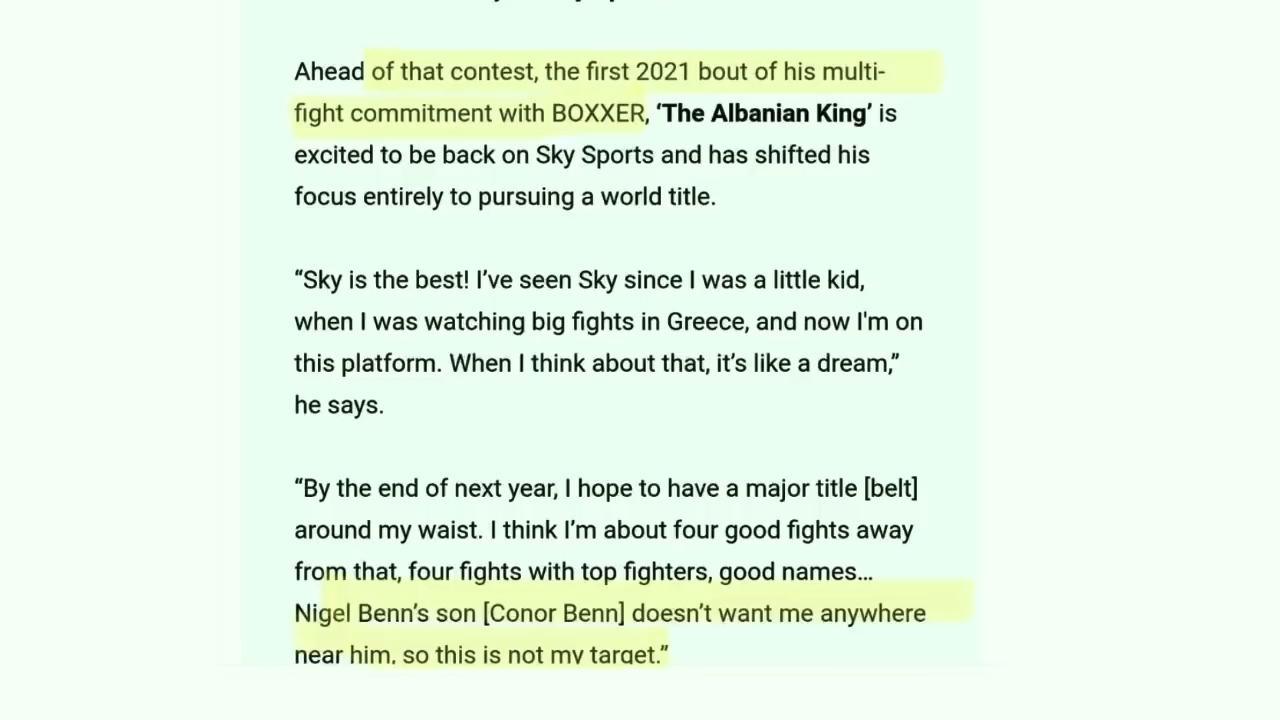 Ahead of that contest, the first 2021 bout of his multi-
fight commitment with BOXXER, ‘The Albanian King’ is
excited to be back on Sky Sports and has shifted his
focus entirely to pursuing a world title.
“Sky is the best! I’ve seen Sky since I was a little kid,
when I was watching big fights in Greece, and now I'm on
this platform. When I think about that, it’s like a dream,”
he says.
“By the end of next year, I hope to have a major title [belt]
around my waist. I think I’m about four good fights away
from that, four fights with top fighters, good names...
Nigel Benn’s son [Conor Benn] doesn’t want me anywhere
near him, so this is not my target.”